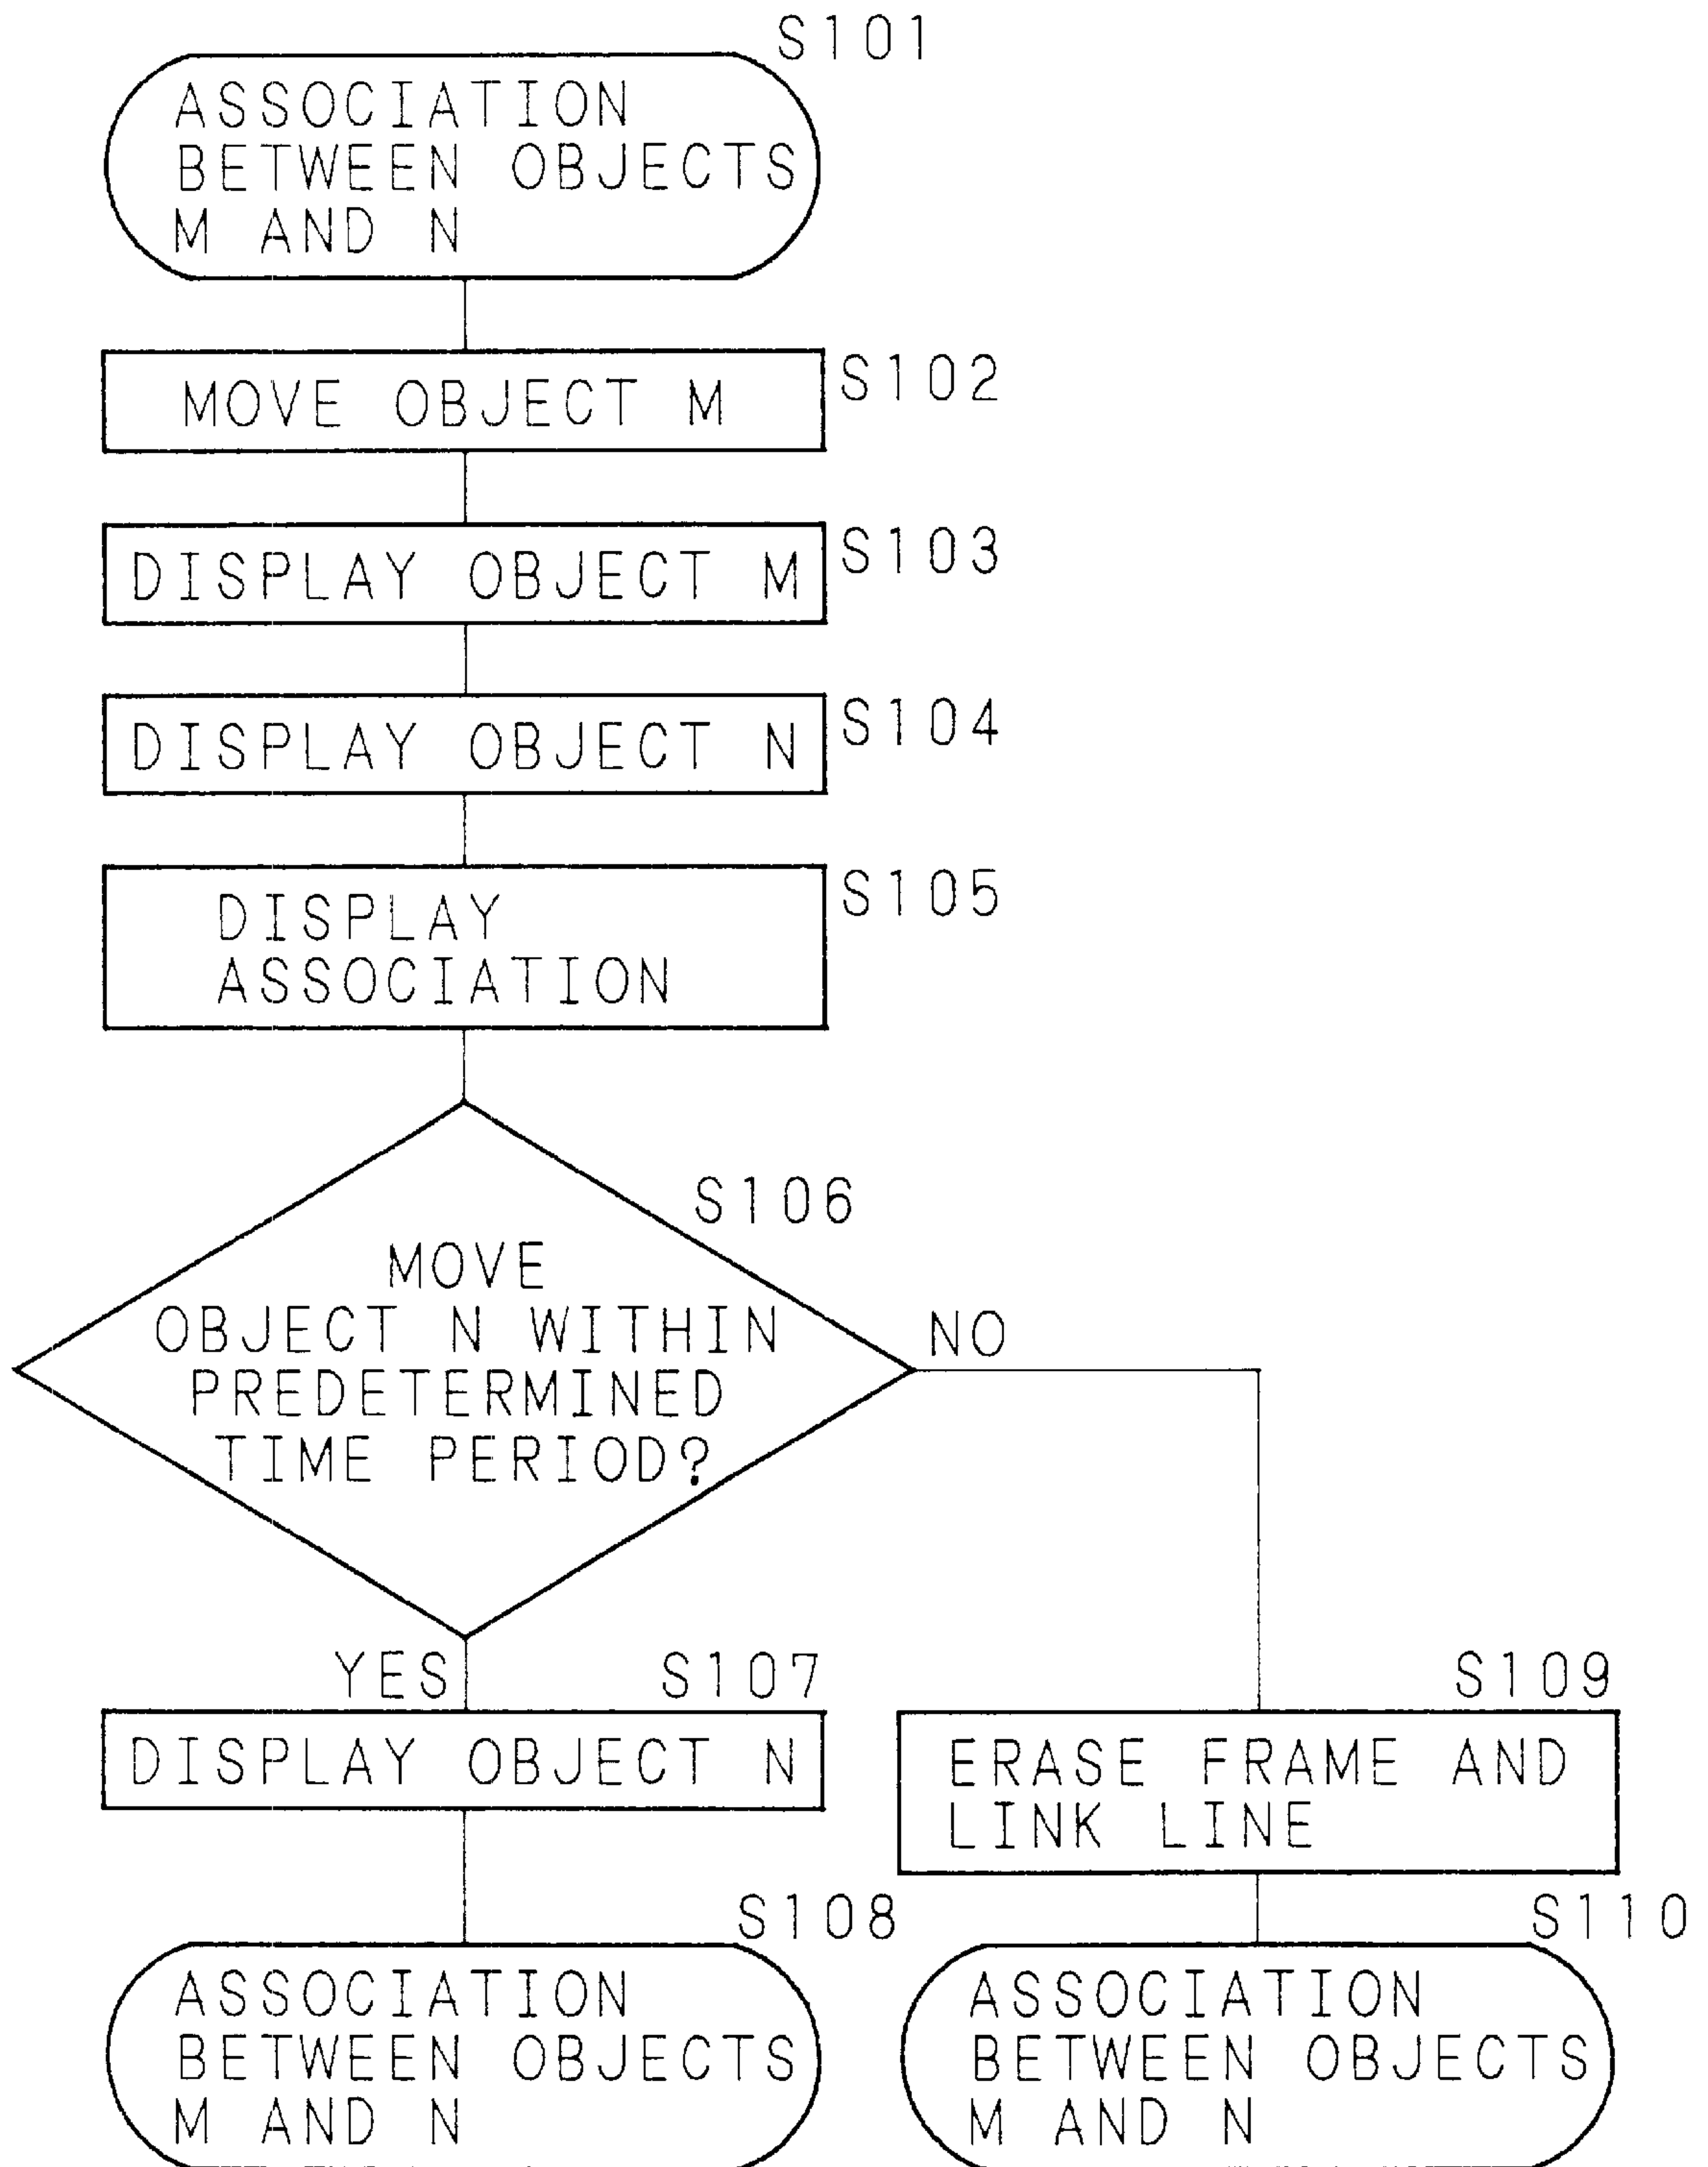 S101
ASSOCIATION
BETWEEN OBJECTS
M AND N
MOVE OBJECT M
S102
DISPLAY OBJECT M
S103
DISPLAY OBJECT N
S104
DISPLAY
ASSOCIATION
S105
S106
MOVE
OBJECT N WITHIN
PREDETERMINED
TIME PERIOD?
NO
YES
S107
DISPLAY OBJECT N
S109
ERASE FRAME AND
LINK LINE
S108
ASSOCIATION
BETWEEN OBJECTS
M AND N
S110
ASSOCIATION
BETWEEN OBJECTS
M AND N